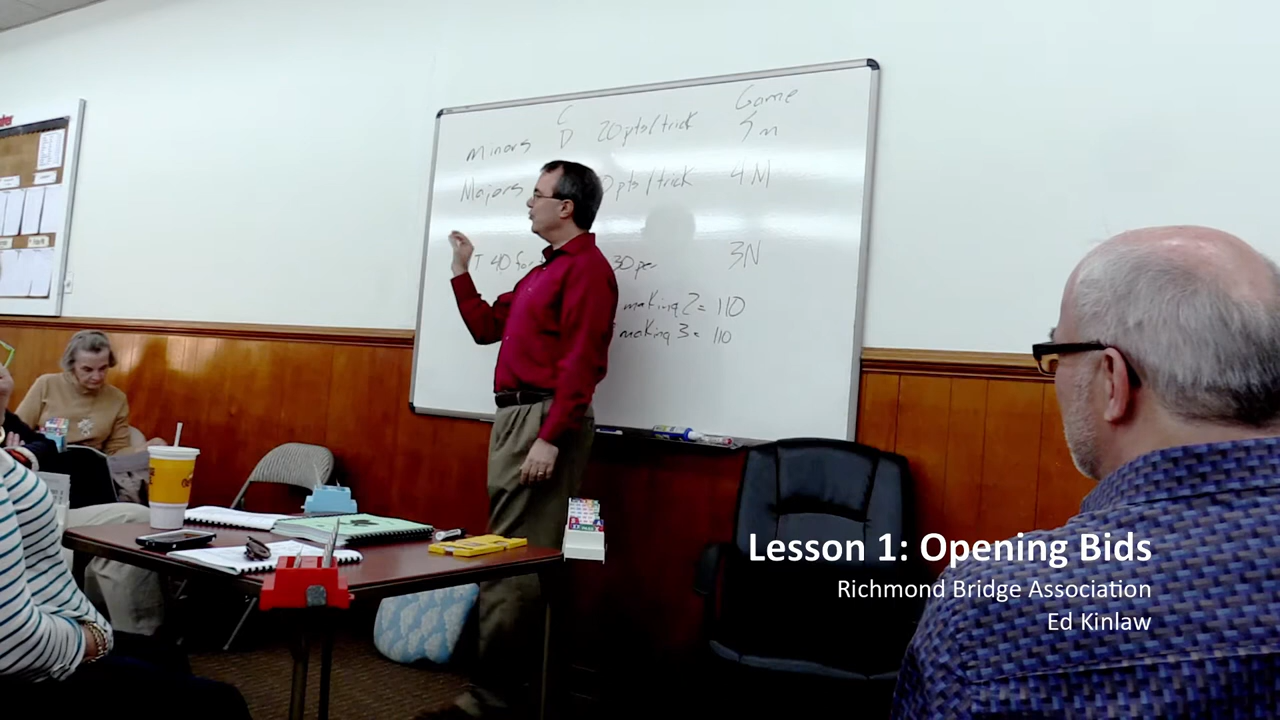 Game
C
minors D 20 pts/trick 5m
Majors pts/trick 4M
T 40 for 30 per 3N
making 2 = 110
making 3 = 110
Lesson 1: Opening Bids
Richmond Bridge Association
Ed Kinlaw